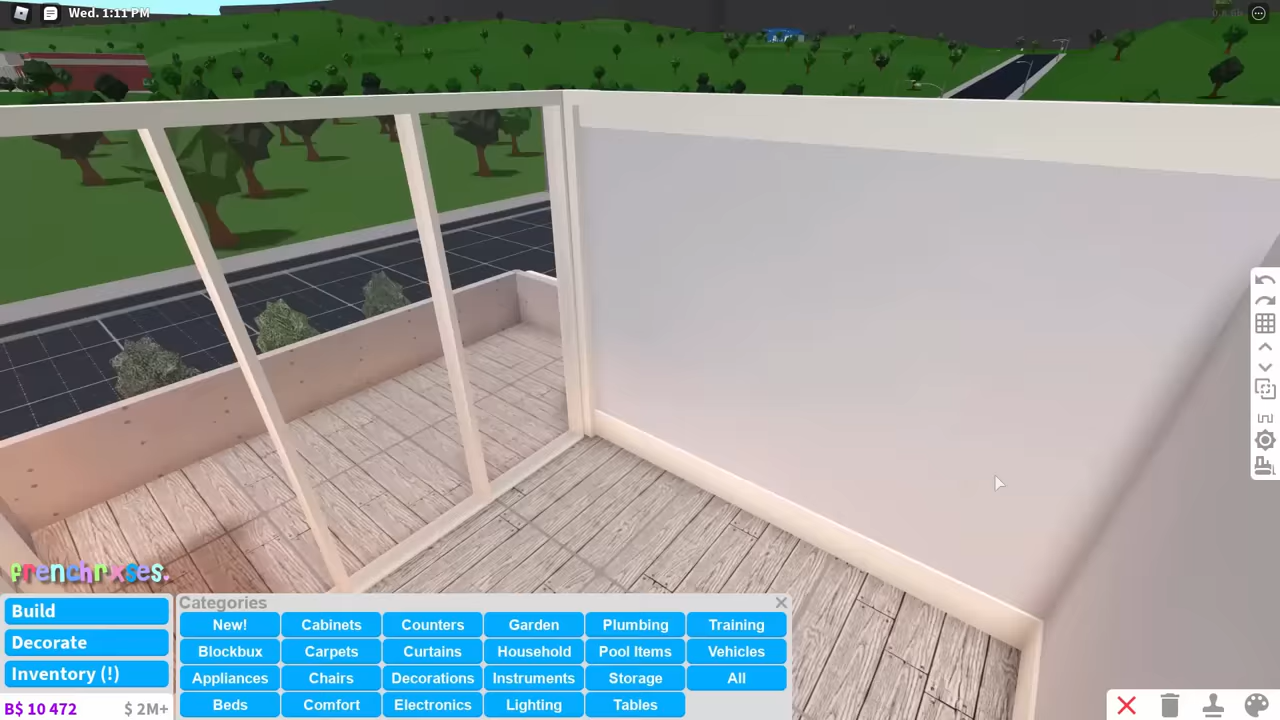 Wed. 1:11 PM
frenchrxses.
Build
Decorate
Inventory (!)
B$ 10 472
$ 2M+
Categories
New!
Cabinets
Counters
Garden
Plumbing
Training
Blockbux
Carpets
Curtains
Household
Pool Items
Vehicles
Appliances
Chairs
Decorations
Instruments
Storage
All
Beds
Comfort
Electronics
Lighting
Tables